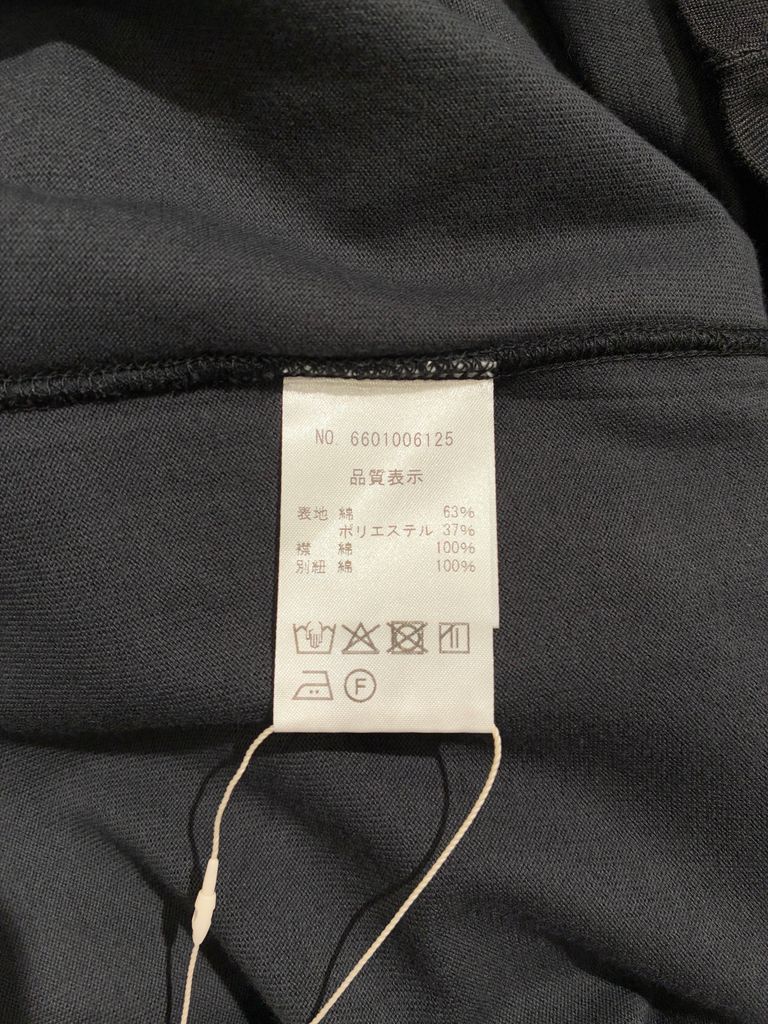 NO. 6601006125
品質表示
表地 綿 63%
ポリエステル 37%
襟 綿 100%
別紐 綿 100%
F